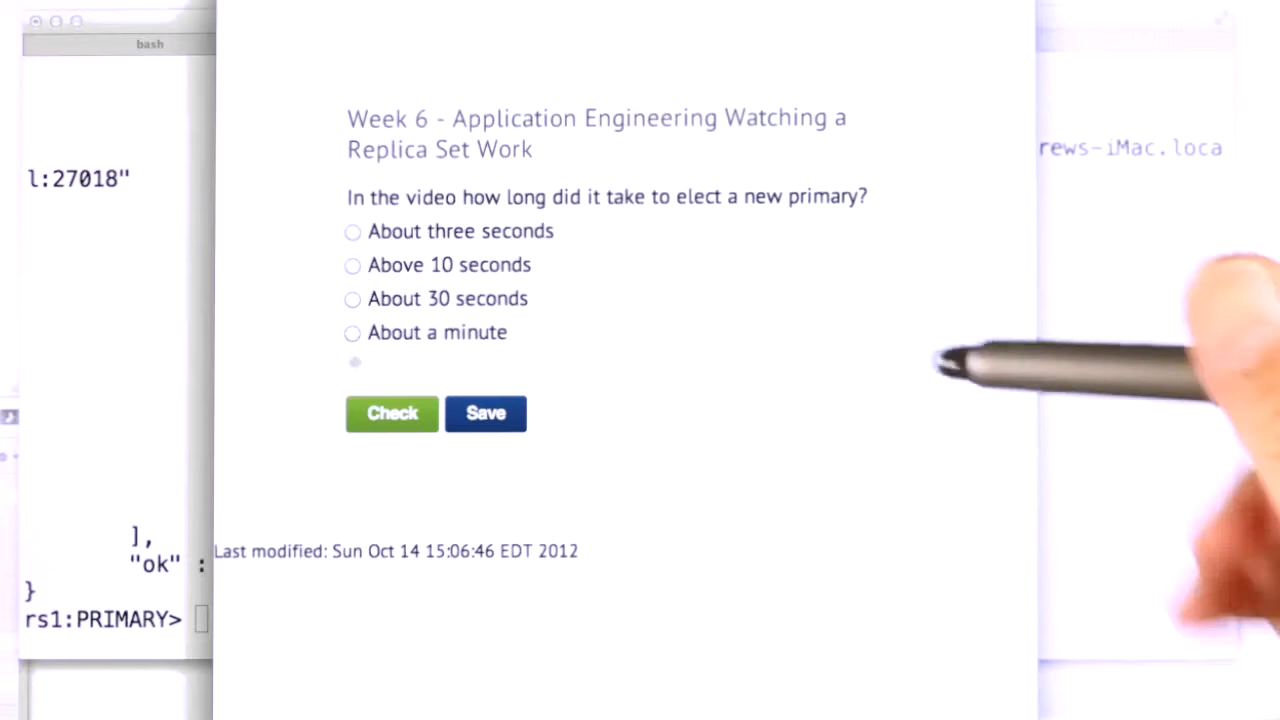 bash
Week 6 - Application Engineering Watching a
Replica Set Work
rews-iMac.loca
l:27018"
In the video how long did it take to elect a new primary?
About three seconds
Above 10 seconds
About 30 seconds
About a minute
Check Save
],
"ok" :
Last modified: Sun Oct 14 15:06:46 EDT 2012
}
rs1:PRIMARY>